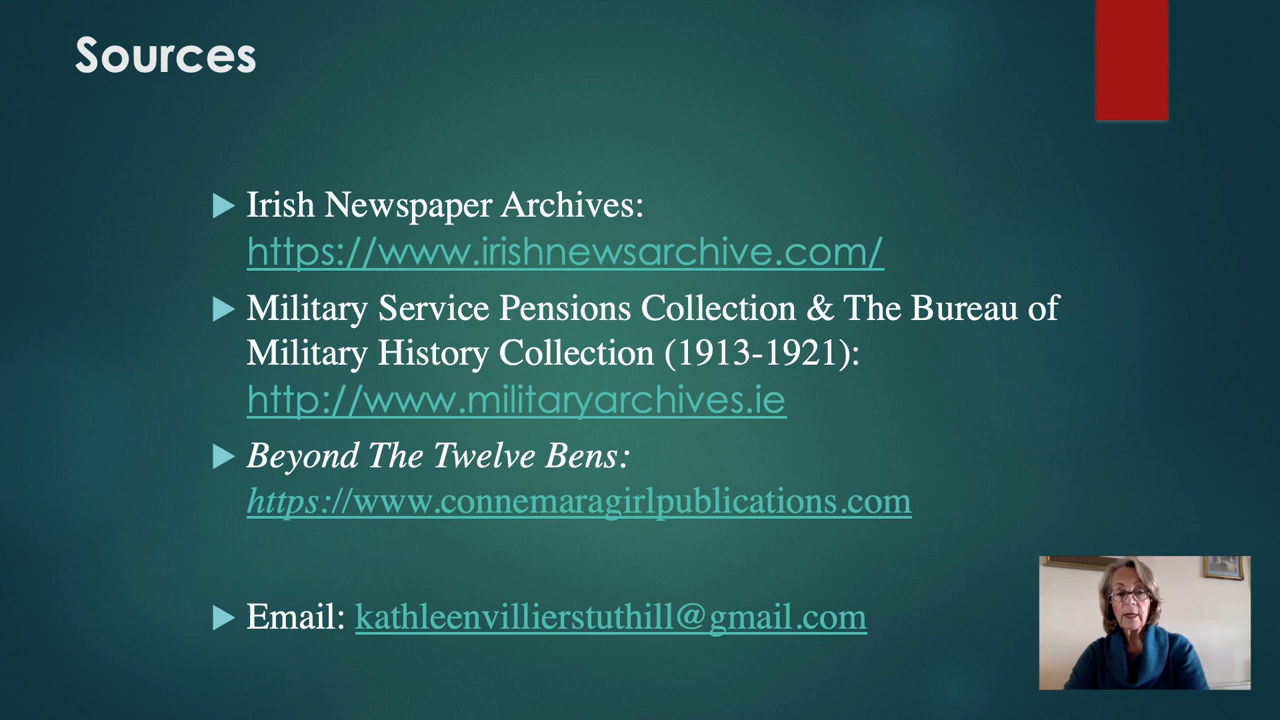 Sources
Irish Newspaper Archives:
https://www.irishnewsarchive.com/
Military Service Pensions Collection & The Bureau of
Military History Collection (1913-1921):
http://www.militaryarchives.ie
Beyond The Twelve Bens:
https://www.connemaragirlpublications.com
Email: kathleenvillierstuthill@gmail.com